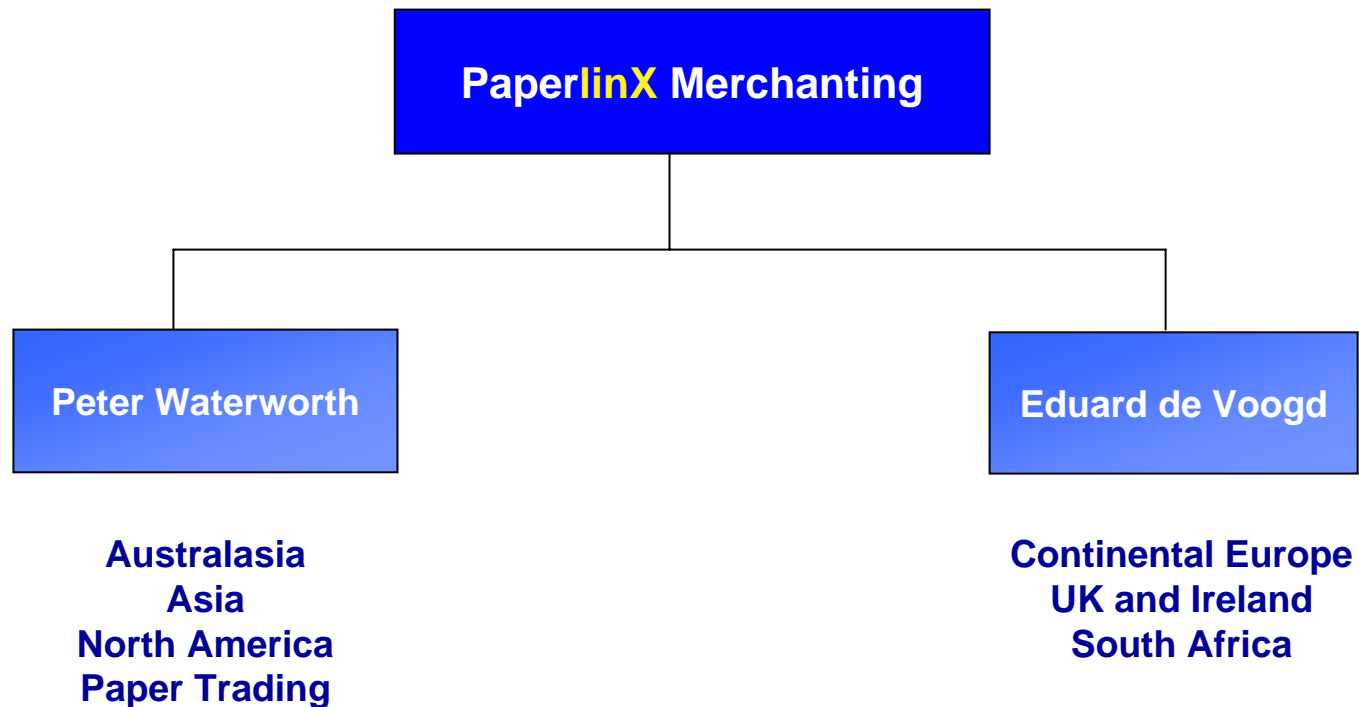 PaperlinX Merchanting
Peter Waterworth
Eduard de Voogd
Australasia
Asia
North America
Paper Trading
Continental Europe
UK and Ireland
South Africa